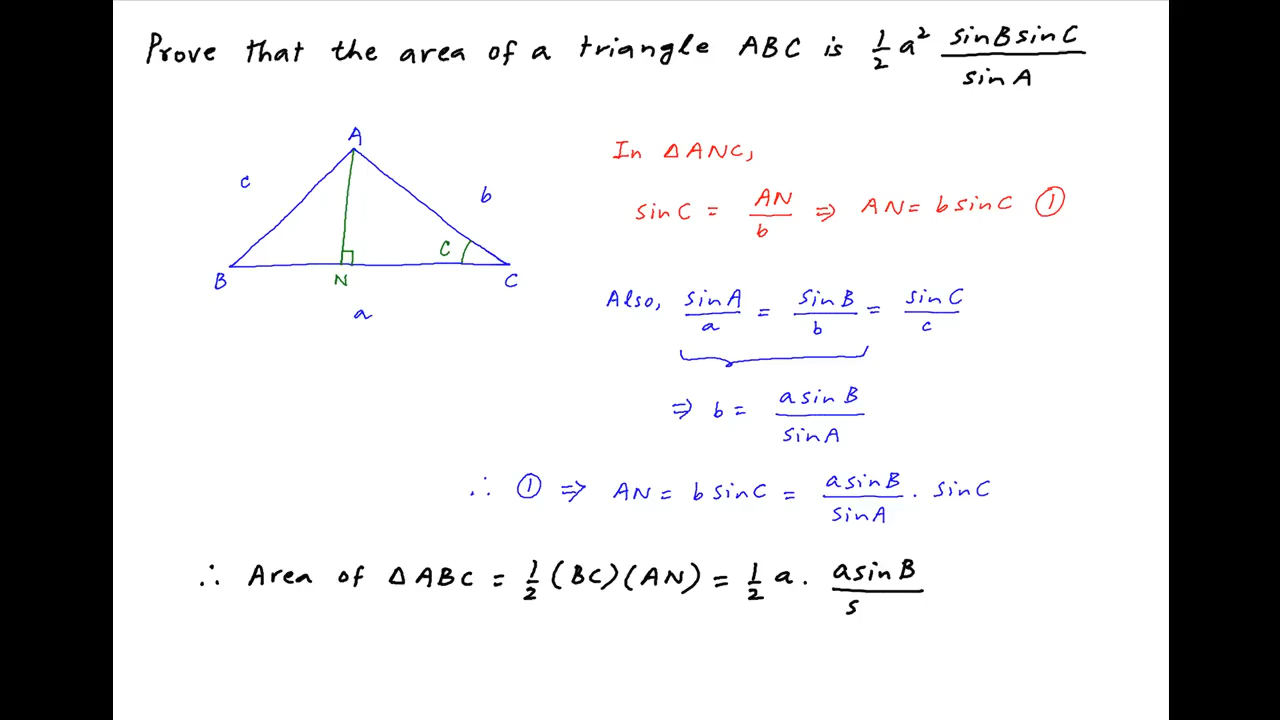 Prove that the area of a triangle ABC is 1/2 a² sinB sinC / sinA
A
c
b
C
B
N
C
a
In ΔANC,
sinC = AN/b ⇒ AN = b sinC ①
Also, sinA/a = sinB/b = sinC/c
⇒ b = a sinB / sinA
∴ ① ⇒ AN = b sinC = a sinB / sinA . sinC
∴ Area of ΔABC = 1/2 (BC)(AN) = 1/2 a . a sinB / s